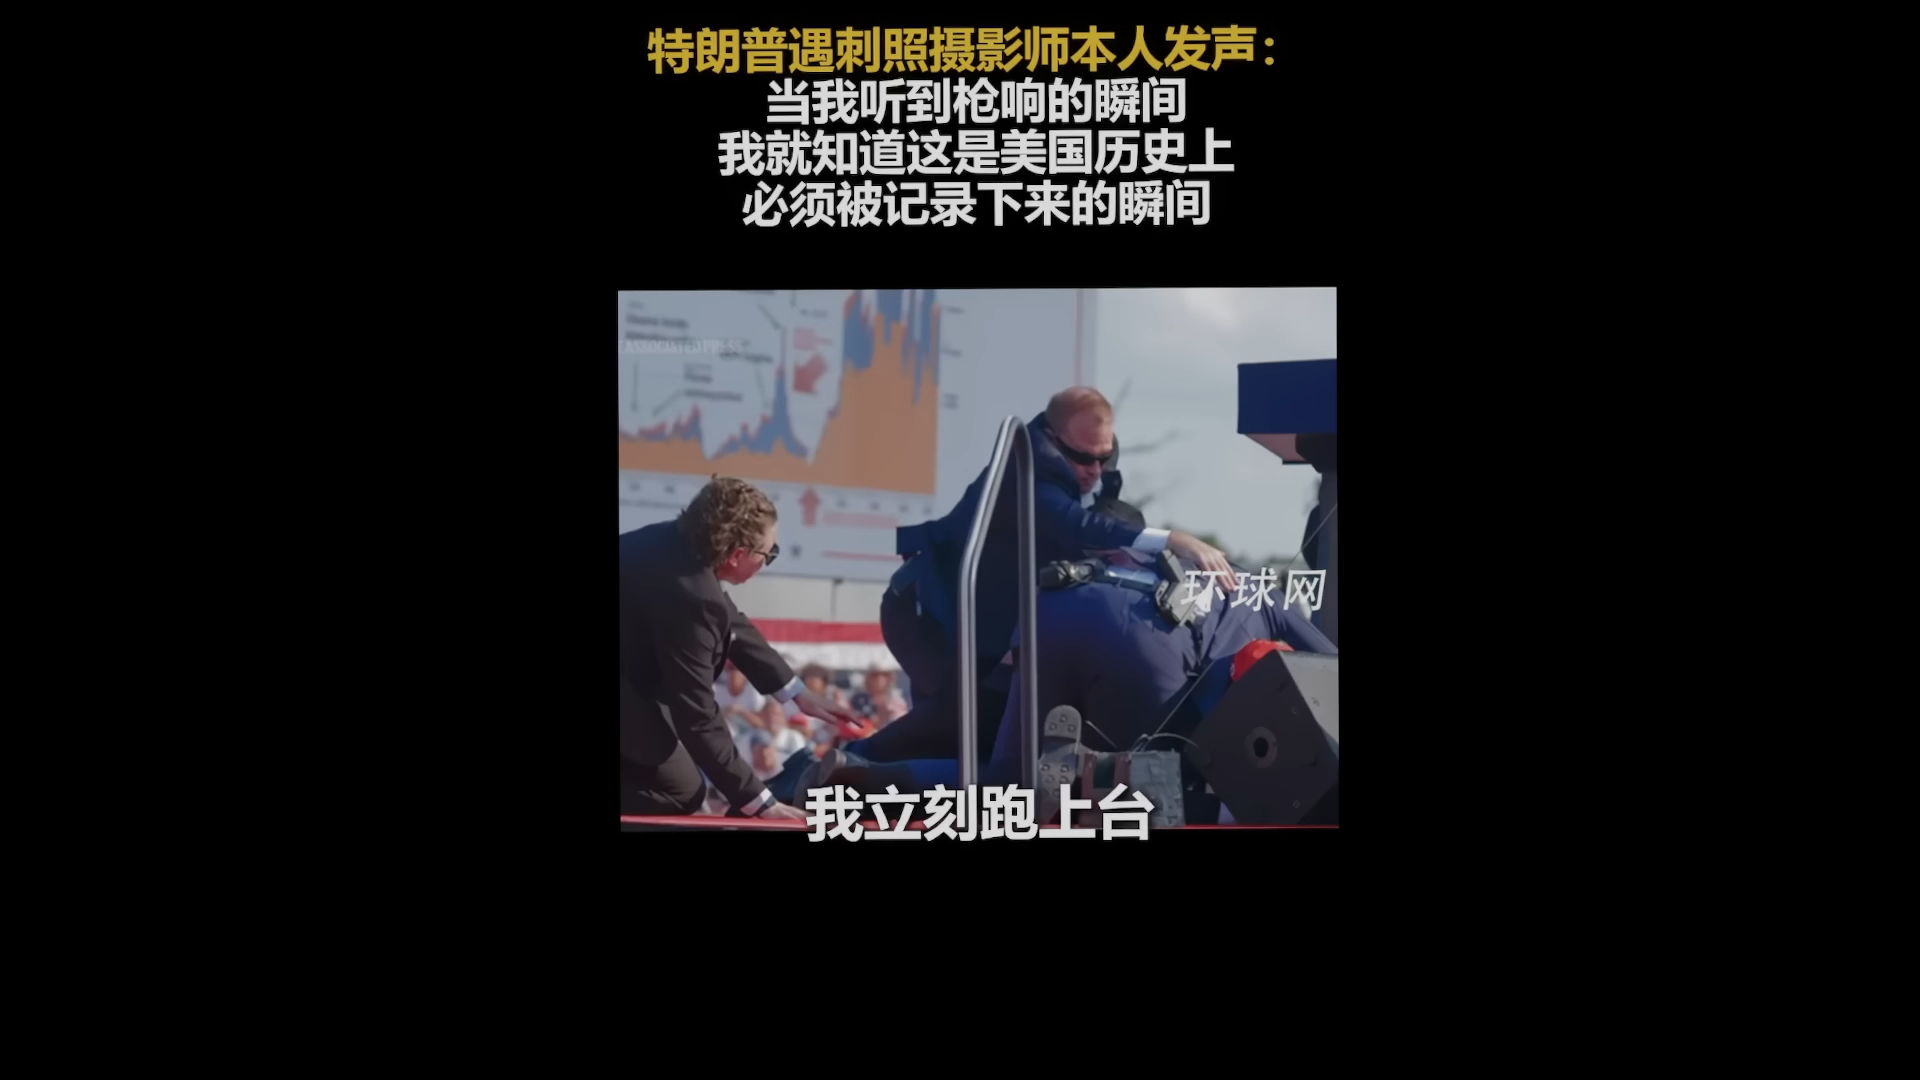 特朗普遇刺照摄影师本人发声：
当我听到枪响的瞬间
我就知道这是美国历史上
必须被记录下来的瞬间
ASSOCIATED PRESS
环球网
我立刻跑上台